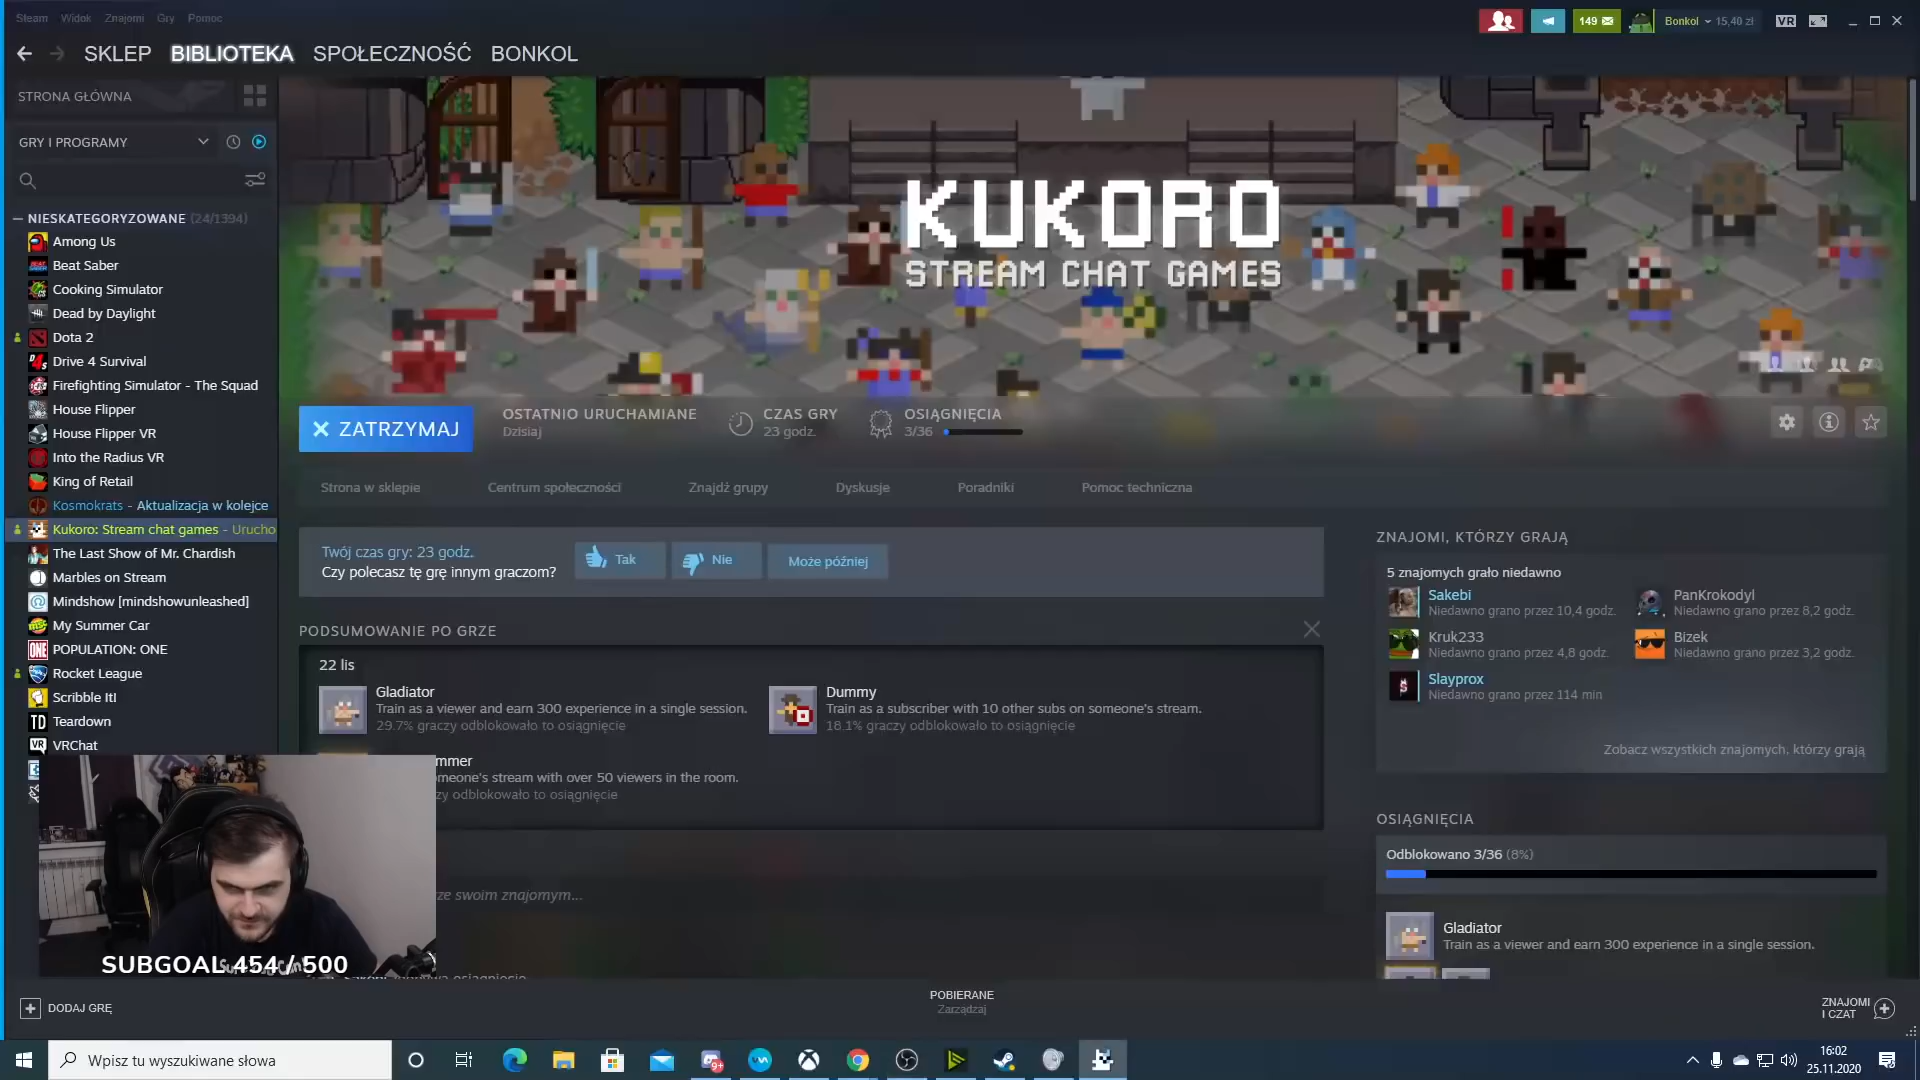 Steam Widok Znajomi Gry Pomoc
149
Bonkol 15,40 zł
VR
SKLEP BIBLIOTEKA SPOŁECZNOŚĆ BONKOL
STRONA GŁÓWNA
GRY I PROGRAMY
NIESKATEGORYZOWANE (24/1394)
Among Us
Beat Saber
Cooking Simulator
Dead by Daylight
Dota 2
Drive 4 Survival
Firefighting Simulator - The Squad
House Flipper
House Flipper VR
Into the Radius VR
King of Retail
Kosmokrats - Aktualizacja w kolejce
Kukoro: Stream chat games - Urucho
The Last Show of Mr. Chardish
Marbles on Stream
Mindshow [mindshowunleashed]
My Summer Car
POPULATION: ONE
Rocket League
Scribble It!
Teardown
VRChat
KUKORO
STREAM CHAT GAMES
ZATRZYMAJ
OSTATNIO URUCHAMIANE
Dzisiaj
CZAS GRY
23 godz.
OSIĄGNIĘCIA
3/36
Strona w sklepie
Centrum społeczności
Znajdź grupy
Dyskusje
Poradniki
Pomoc techniczna
Twój czas gry: 23 godz.
Czy polecasz tę grę innym graczom?
Tak
Nie
Może później
PODSUMOWANIE PO GRZE
22 lis
Gladiator
Train as a viewer and earn 300 experience in a single session.
29.7% graczy odblokowało to osiągnięcie
Dummy
Train as a subscriber with 10 other subs on someone's stream.
18.1% graczy odblokowało to osiągnięcie
mmer
omeone's stream with over 50 viewers in the room.
zy odblokowało to osiągnięcie
ze swoim znajomym...
ZNAJOMI, KTÓRZY GRAJĄ
5 znajomych grało niedawno
Sakebi
Niedawno grano przez 10,4 godz.
PanKrokodyl
Niedawno grano przez 8,2 godz.
Kruk233
Niedawno grano przez 4,8 godz.
Bizek
Niedawno grano przez 3,2 godz.
Slayprox
Niedawno grano przez 114 min
Zobacz wszystkich znajomych, którzy grają
OSIĄGNIĘCIA
Odblokowano 3/36 (8%)
Gladiator
Train as a viewer and earn 300 experience in a single session.
SUBGOAL 454 / 500
DODAJ GRĘ
POBIERANE
Zarządzaj
ZNAJOMI
I CZAT
Wpisz tu wyszukiwane słowa
9+
16:02
25.11.2020